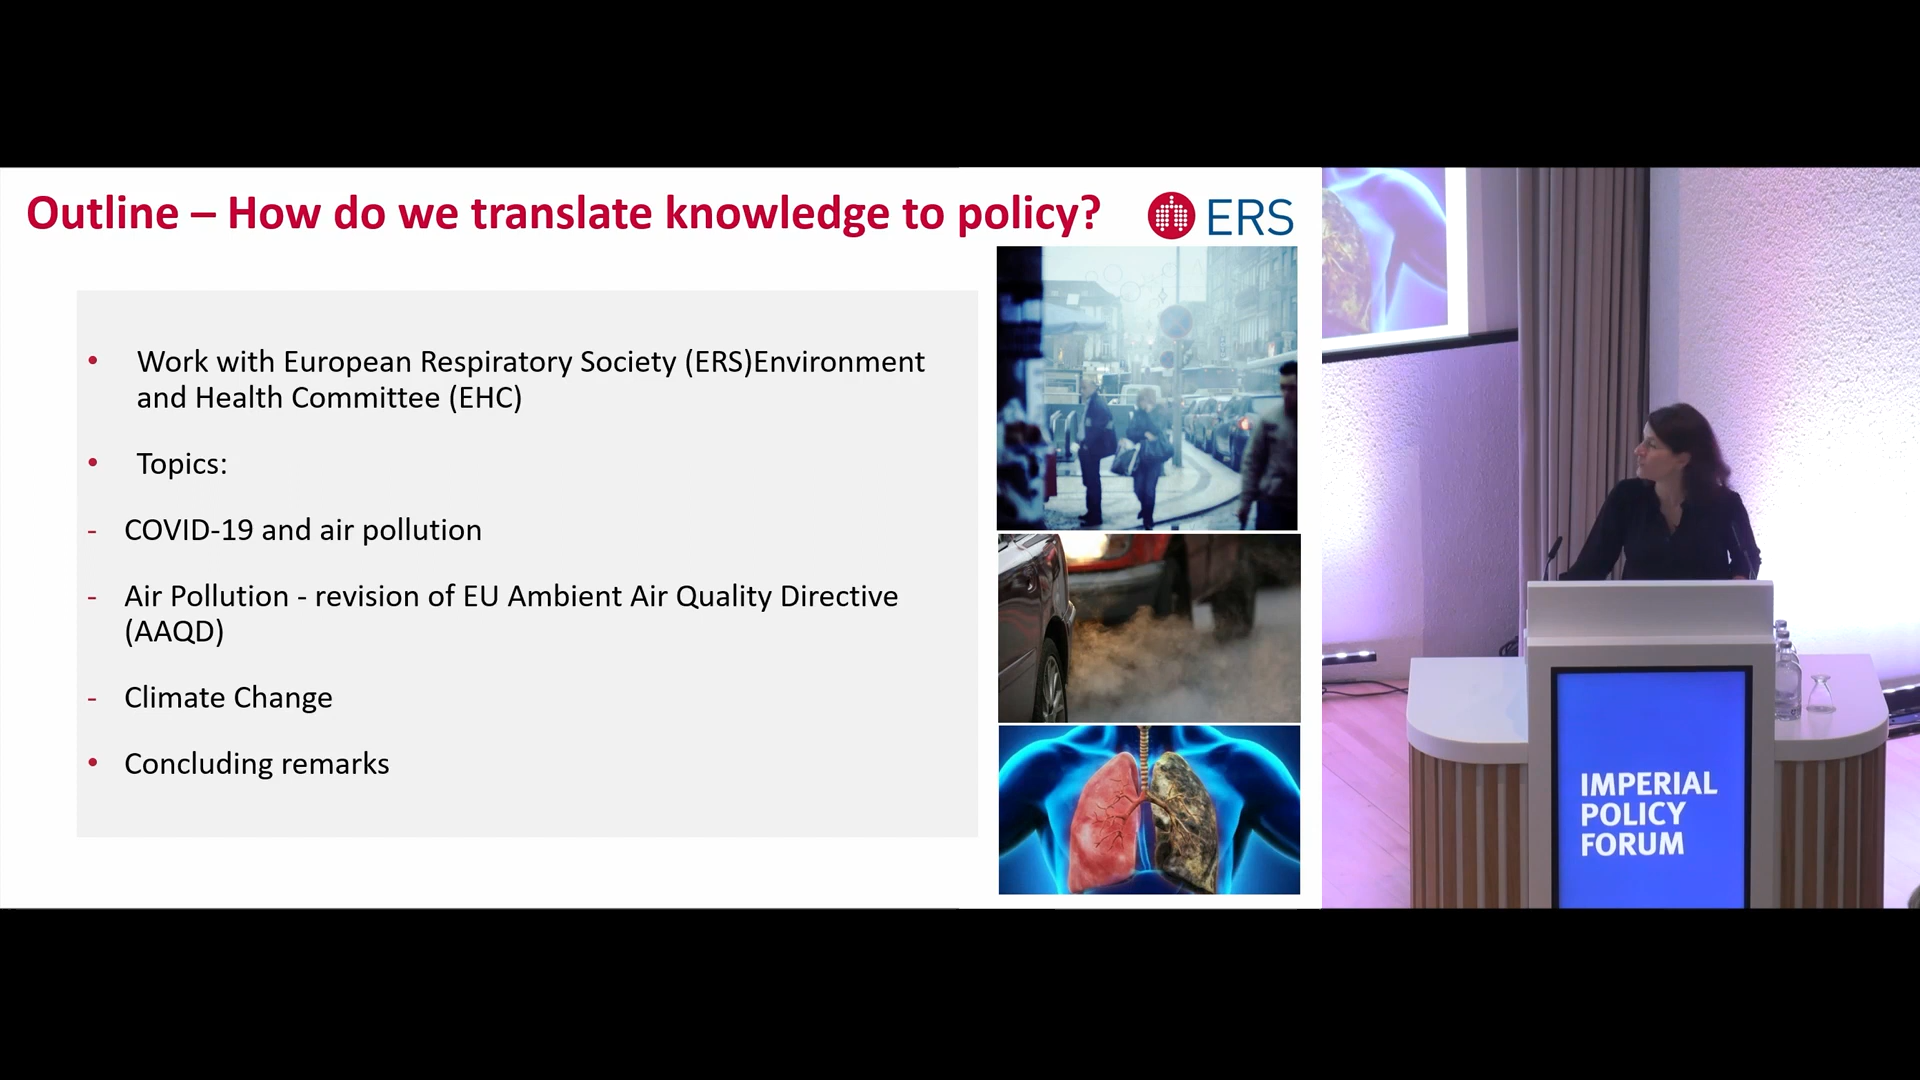 Outline – How do we translate knowledge to policy?
ERS
• Work with European Respiratory Society (ERS)Environment
and Health Committee (EHC)
• Topics:
- COVID-19 and air pollution
- Air Pollution - revision of EU Ambient Air Quality Directive
(AAQD)
- Climate Change
• Concluding remarks
IMPERIAL
POLICY
FORUM